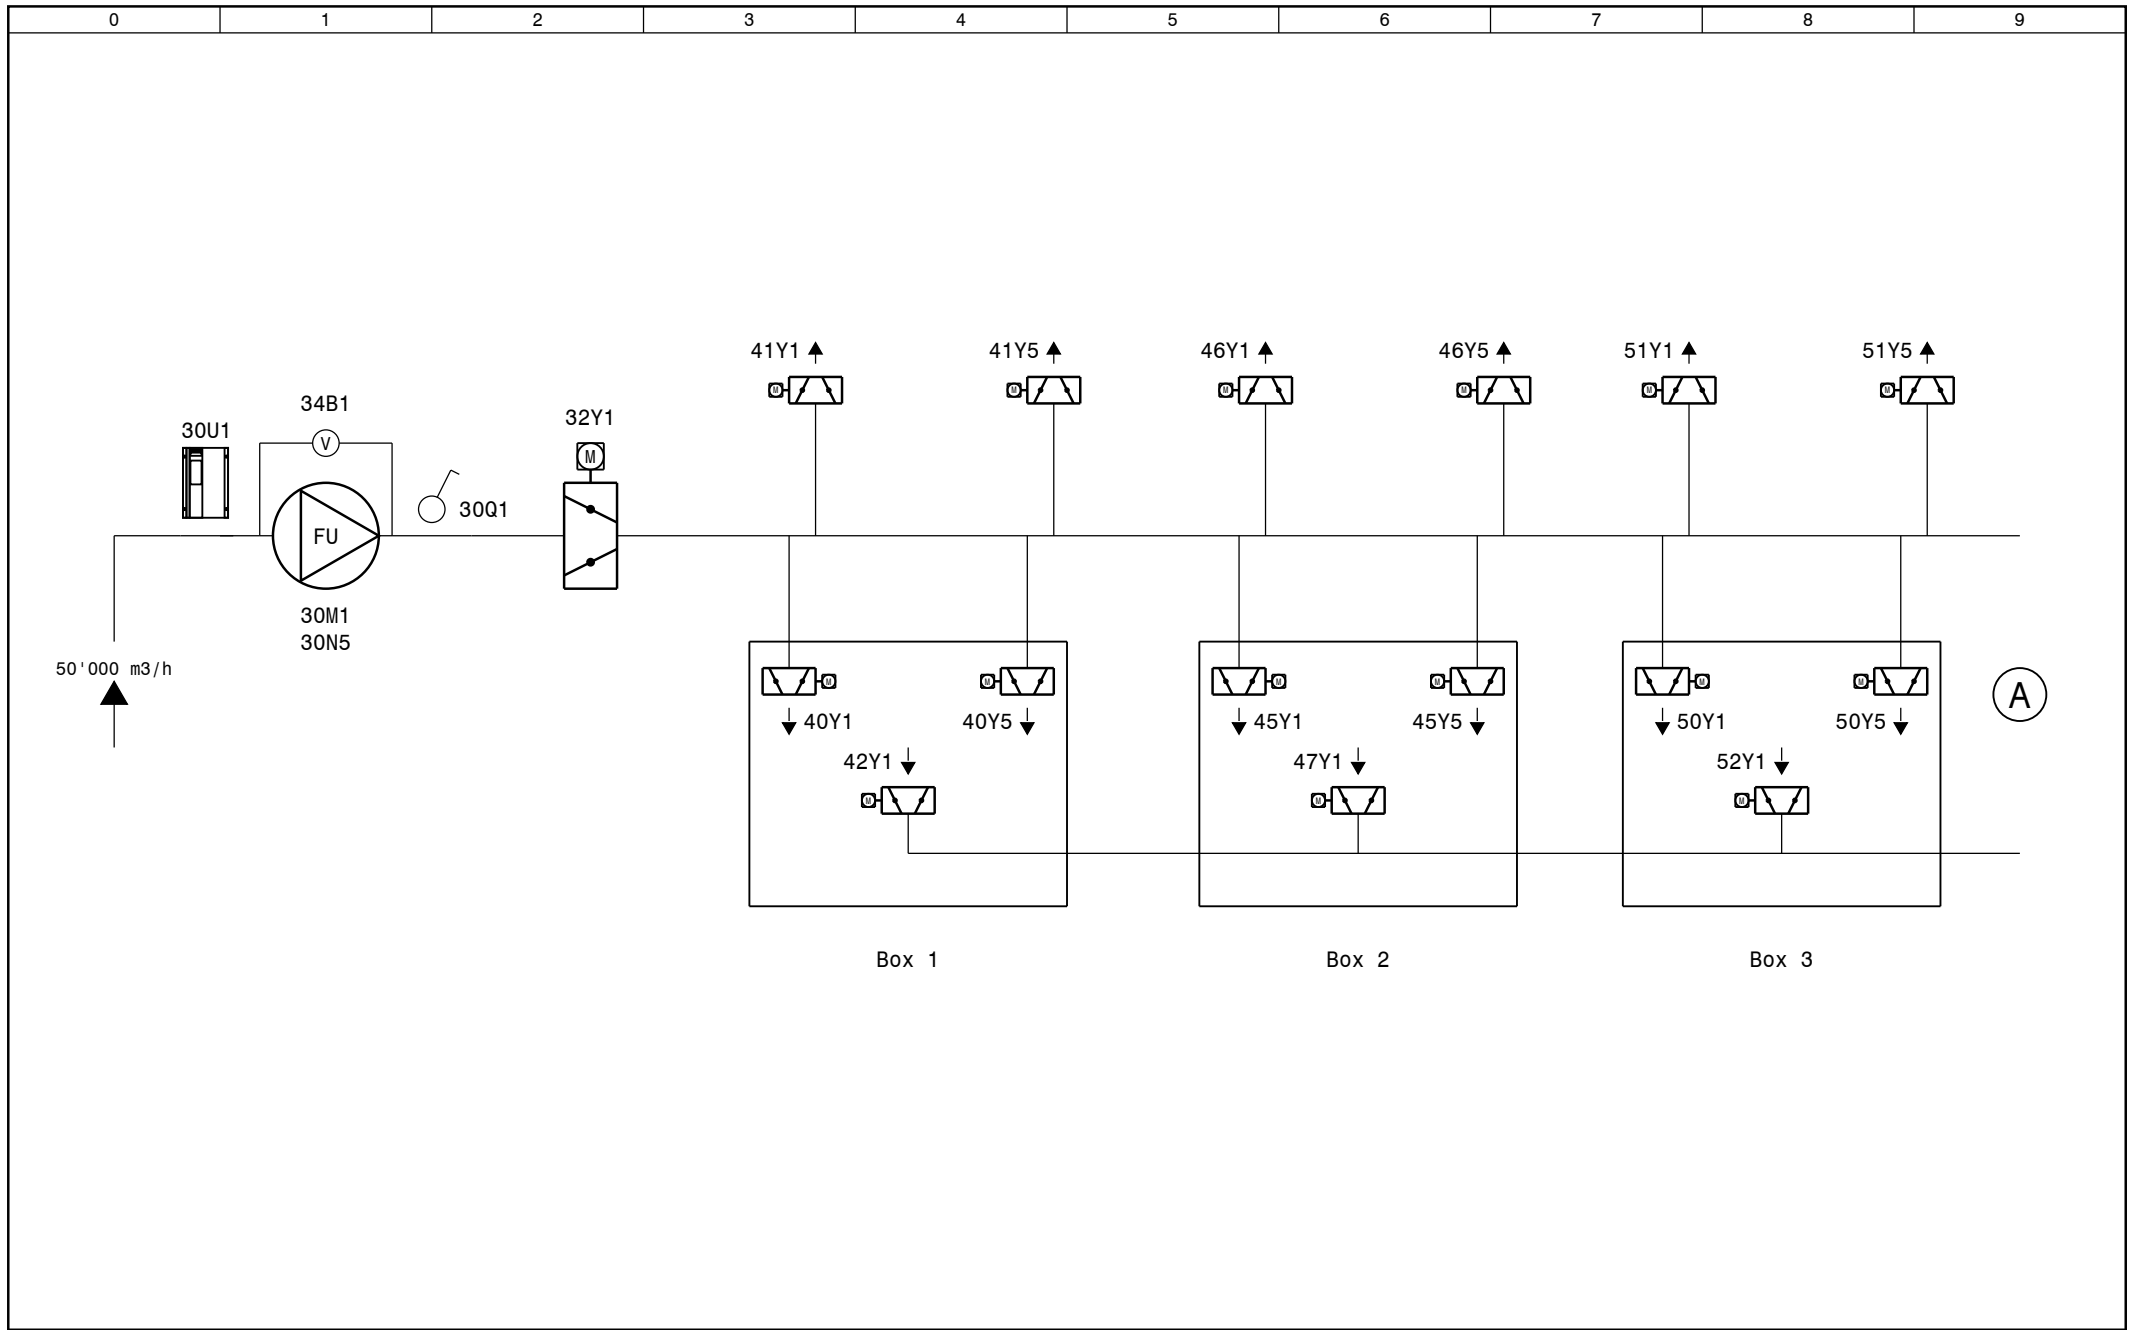 0 1 2 3 4 5 6 7 8 9
41Y1 41Y5 46Y1 46Y5 51Y1 51Y5
M M M M M M
34B1
32Y1
30U1
V
M
30Q1
FU
30M1
30N5
50'000 m3/h
M M M M M M
A
40Y1 40Y5 45Y1 45Y5 50Y1 50Y5
42Y1 47Y1 52Y1
M M M
Box 1 Box 2 Box 3